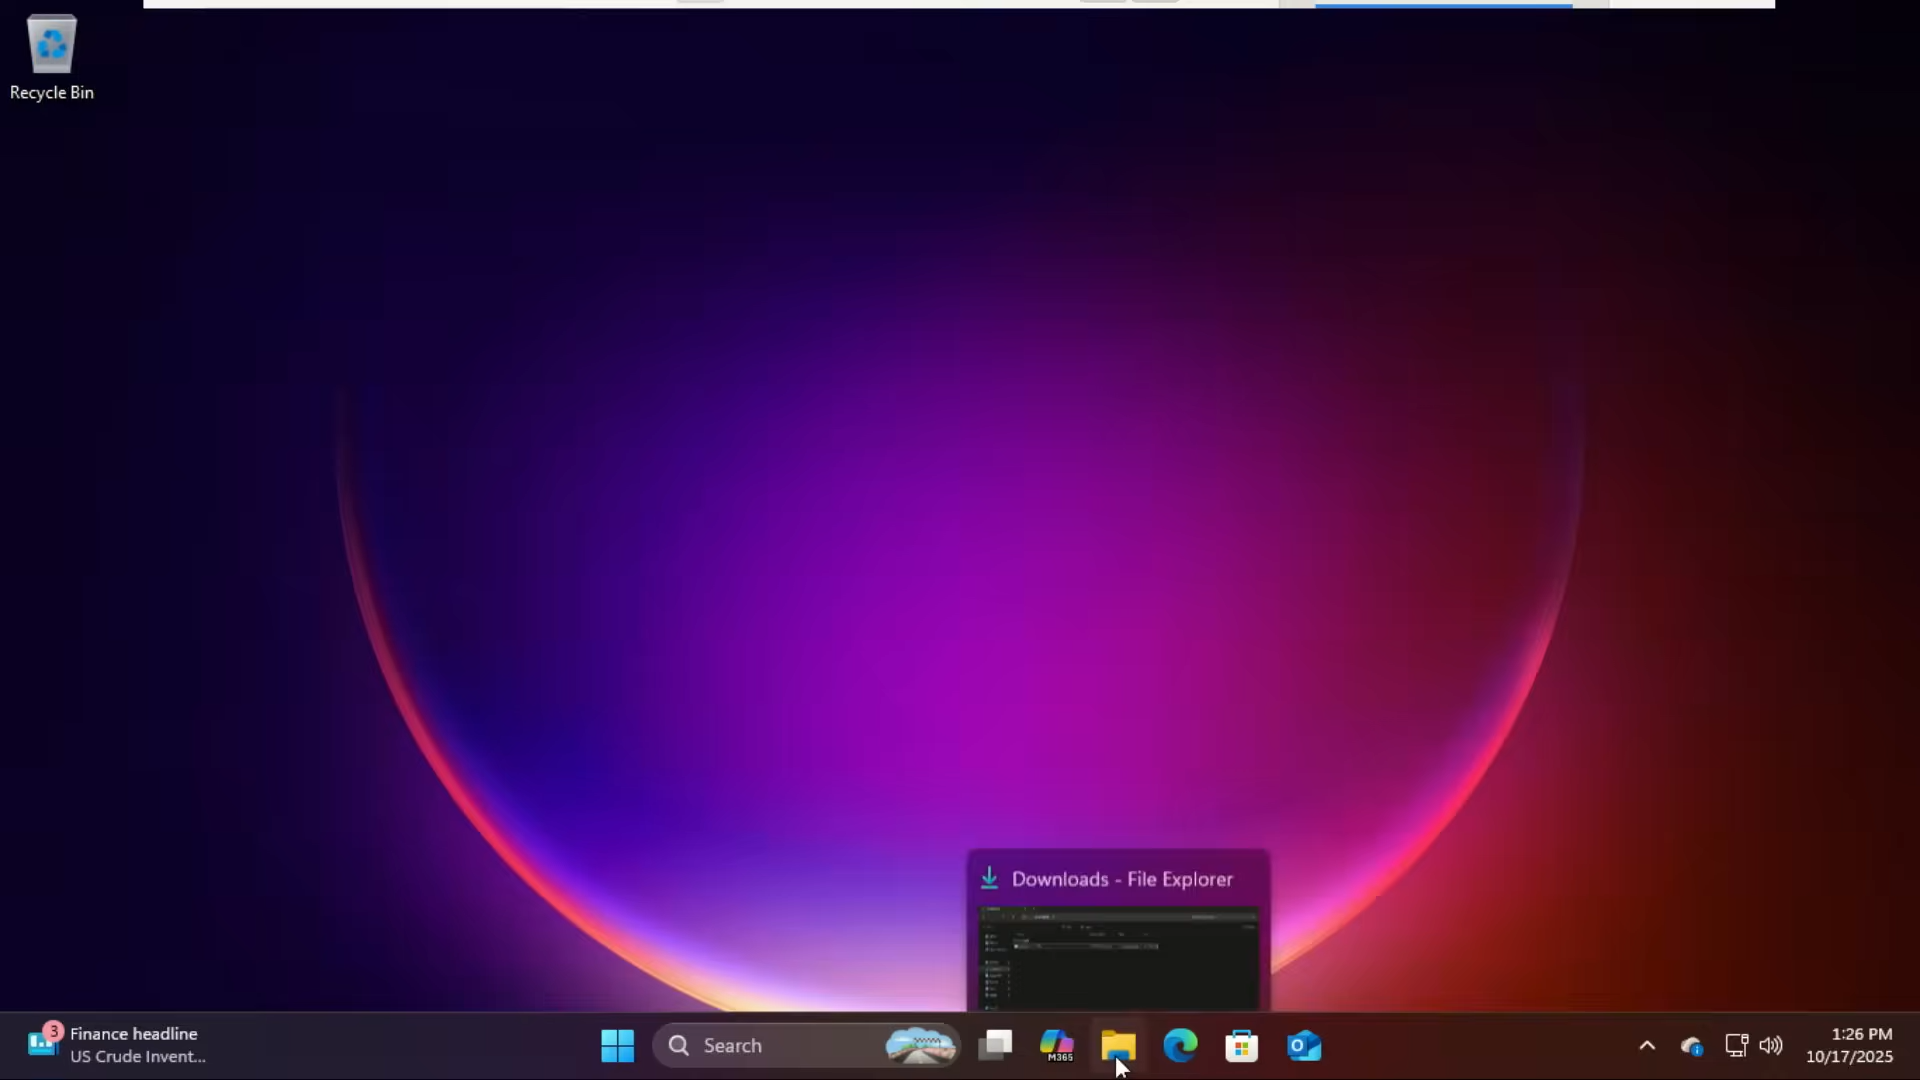 Recycle Bin
Downloads - File Explorer
3
Finance headline
US Crude Invent...
Search
M365
1:26 PM
10/17/2025